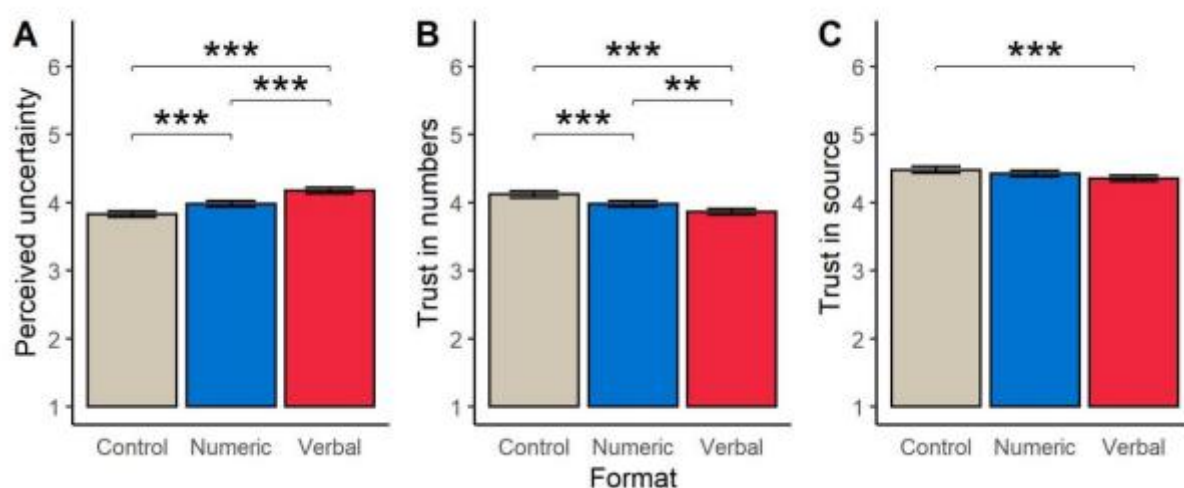 A
Perceived uncertainty
6
5
4
3
2
1
***
***
***
Control Numeric Verbal
B
Trust in numbers
6
5
4
3
2
1
***
**
***
Control Numeric Verbal
Format
C
Trust in source
6
5
4
3
2
1
***
Control Numeric Verbal